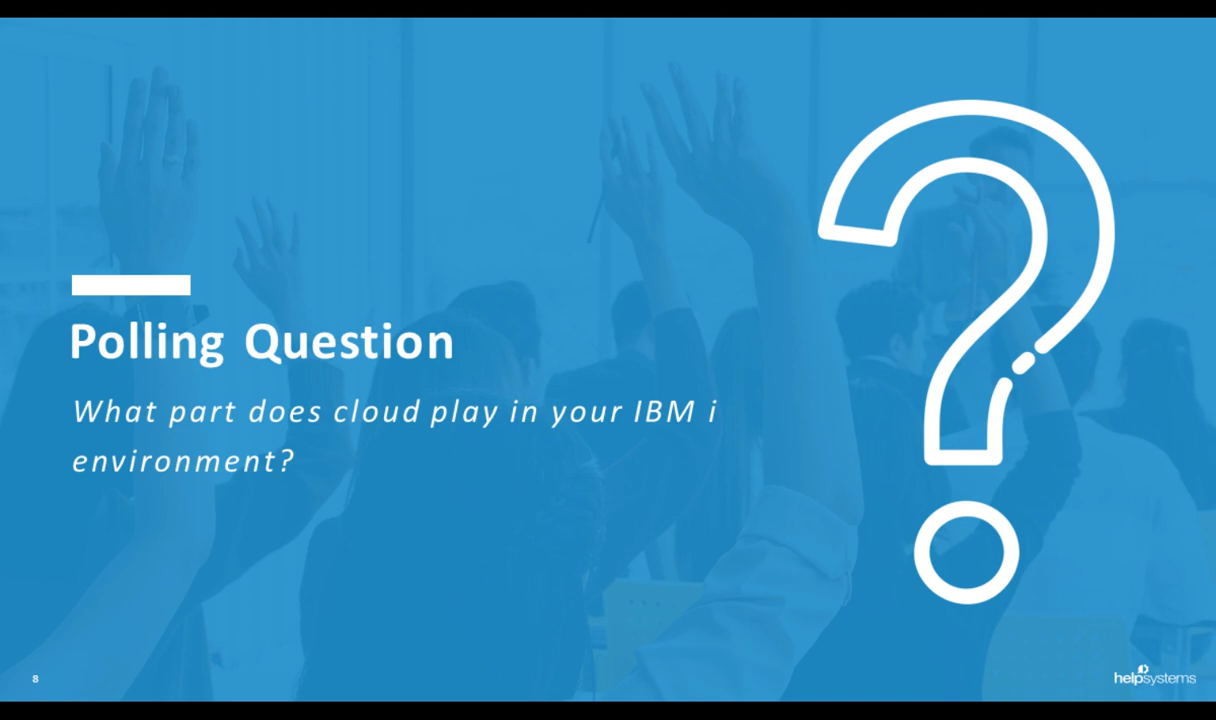 Polling Question
What part does cloud play in your IBM i
environment?
8
helpsystems